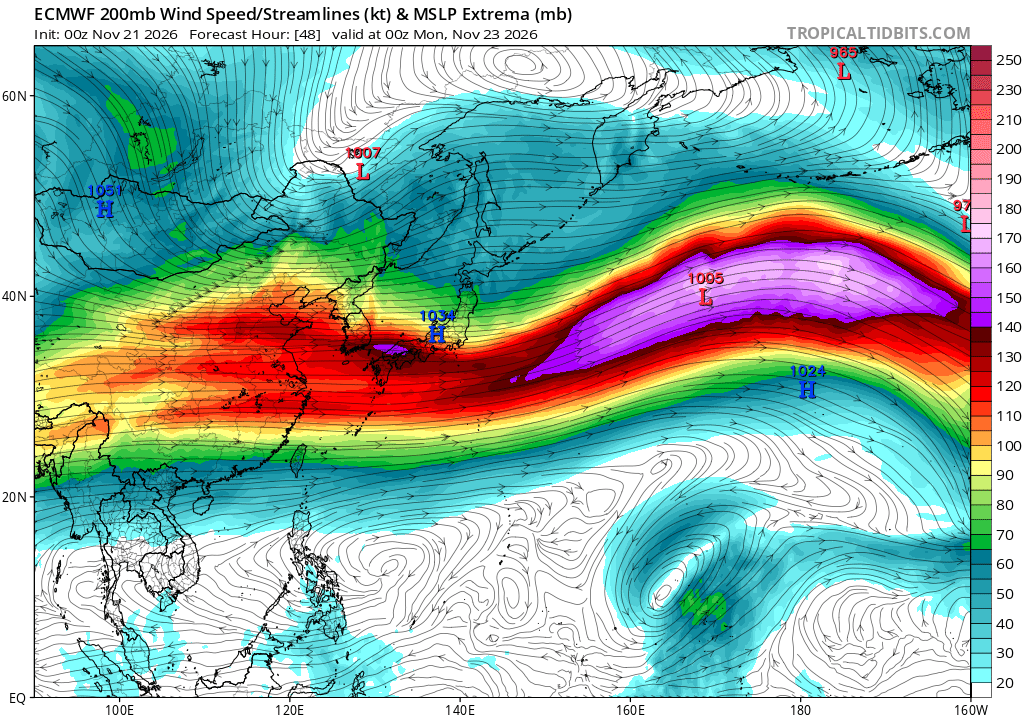 ECMWF 200mb Wind Speed/Streamlines (kt) & MSLP Extrema (mb)
Init: 00z Nov 21 2026 Forecast Hour: [48] valid at 00z Mon, Nov 23 2026
TROPICALTIDBITS.COM
965
L
1007
L
1051
H
97
L
1005
L
1034
H
1024
H
60N
40N
20N
EQ
100E
120E
140E
160E
180
160W
250
230
210
200
190
180
170
160
150
140
130
120
110
100
90
80
70
60
50
40
30
20